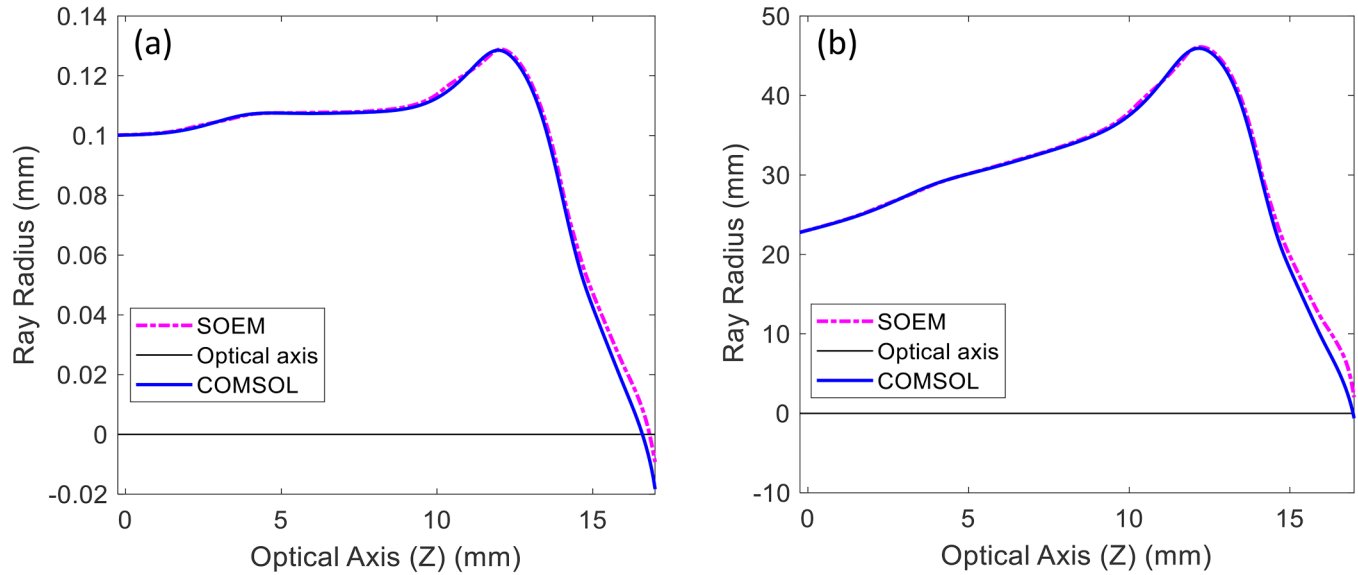 (a)
Ray Radius (mm)
0.14
0.12
0.1
0.08
0.06
0.04
0.02
0
-0.02
SOEM
Optical axis
COMSOL
0 5 10 15
Optical Axis (Z) (mm)
(b)
Ray Radius (mm)
50
40
30
20
10
0
-10
SOEM
Optical axis
COMSOL
0 5 10 15
Optical Axis (Z) (mm)